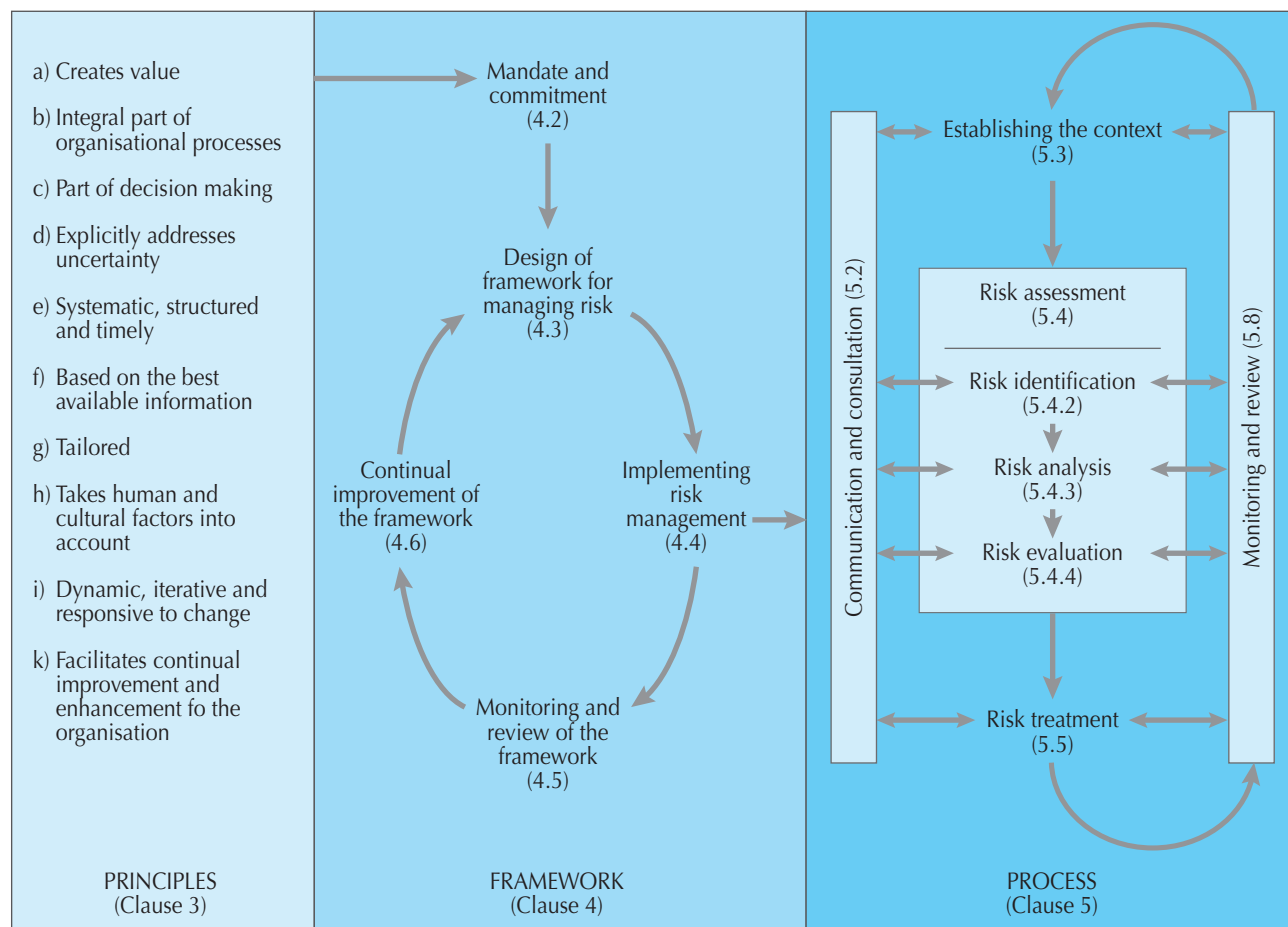 a) Creates value
b) Integral part of
organisational processes
c) Part of decision making
d) Explicitly addresses
uncertainty
e) Systematic, structured
and timely
f) Based on the best
available information
g) Tailored
h) Takes human and
cultural factors into
account
i) Dynamic, iterative and
responsive to change
k) Facilitates continual
improvement and
enhancement fo the
organisation
PRINCIPLES
(Clause 3)
Mandate and
commitment
(4.2)
Design of
framework for
managing risk
(4.3)
Implementing
risk
management
(4.4)
Monitoring and
review of the
framework
(4.5)
Continual
improvement of
the framework
(4.6)
FRAMEWORK
(Clause 4)
Communication and consultation (5.2)
Establishing the context
(5.3)
Risk assessment
(5.4)
Risk identification
(5.4.2)
Risk analysis
(5.4.3)
Risk evaluation
(5.4.4)
Risk treatment
(5.5)
Monitoring and review (5.8)
PROCESS
(Clause 5)